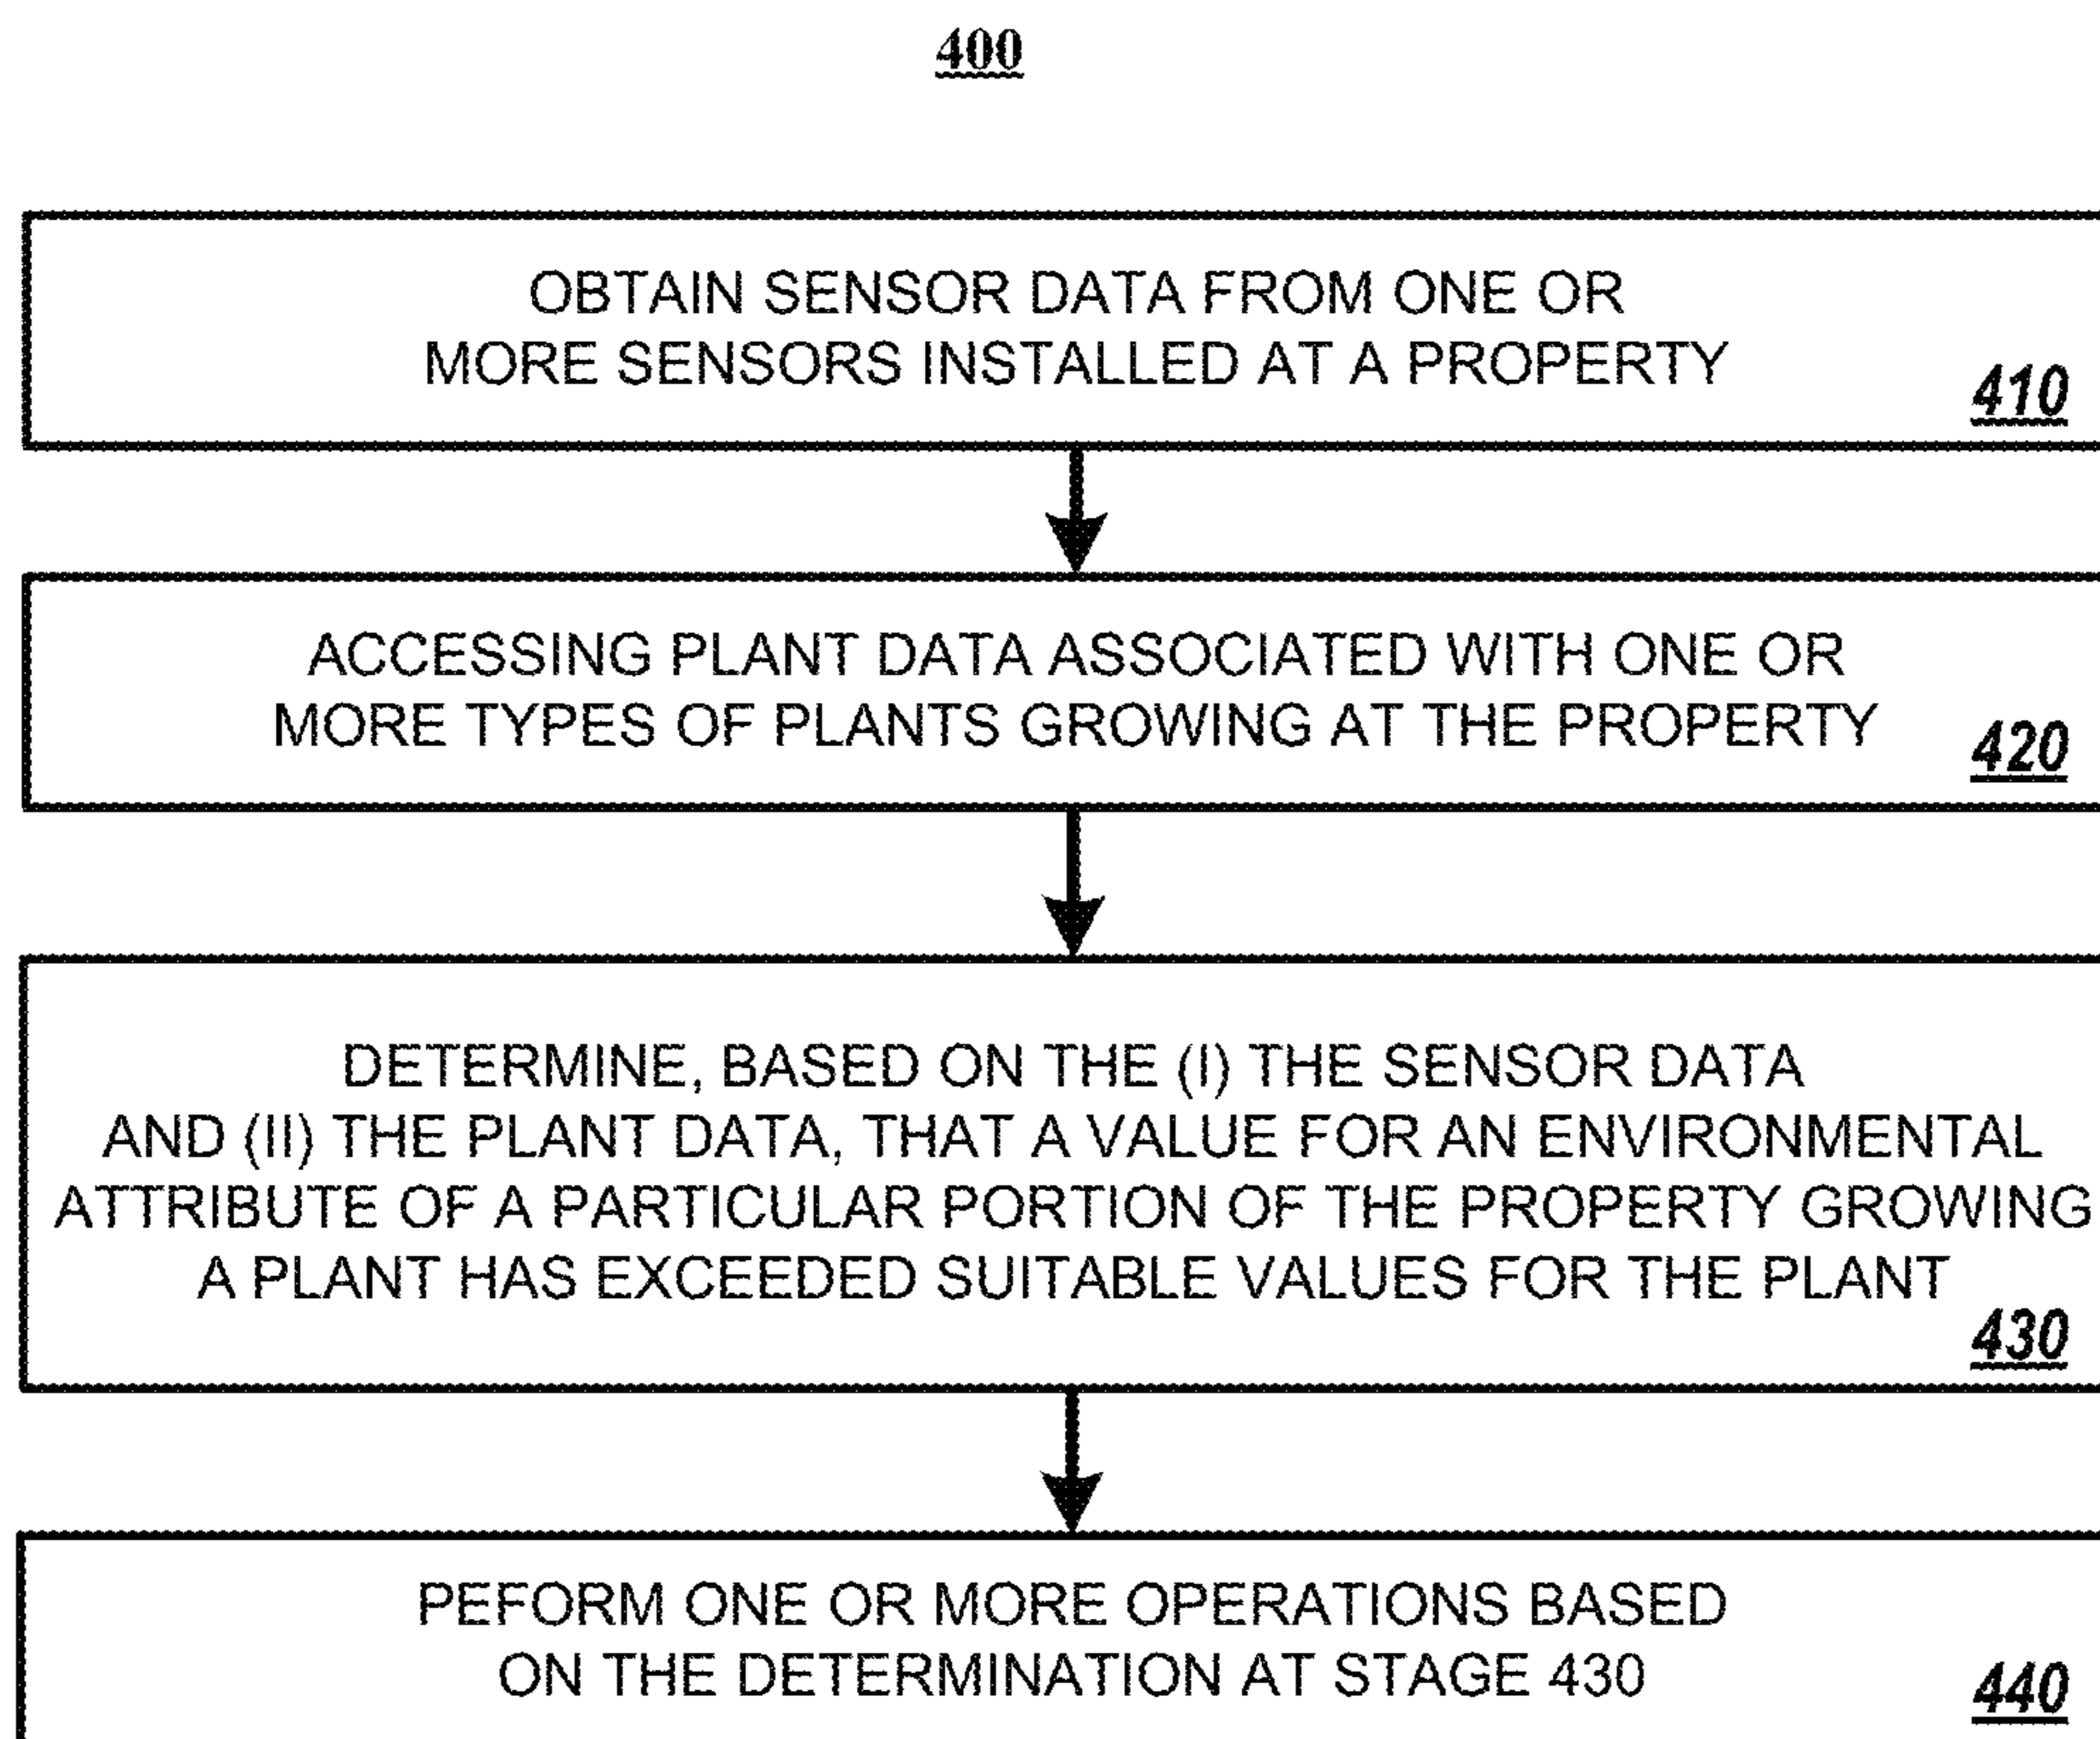 400
OBTAIN SENSOR DATA FROM ONE OR
MORE SENSORS INSTALLED AT A PROPERTY
410
ACCESSING PLANT DATA ASSOCIATED WITH ONE OR
MORE TYPES OF PLANTS GROWING AT THE PROPERTY
420
DETERMINE, BASED ON THE (I) THE SENSOR DATA
AND (II) THE PLANT DATA, THAT A VALUE FOR AN ENVIRONMENTAL
ATTRIBUTE OF A PARTICULAR PORTION OF THE PROPERTY GROWING
A PLANT HAS EXCEEDED SUITABLE VALUES FOR THE PLANT
430
PEFORM ONE OR MORE OPERATIONS BASED
ON THE DETERMINATION AT STAGE 430
440